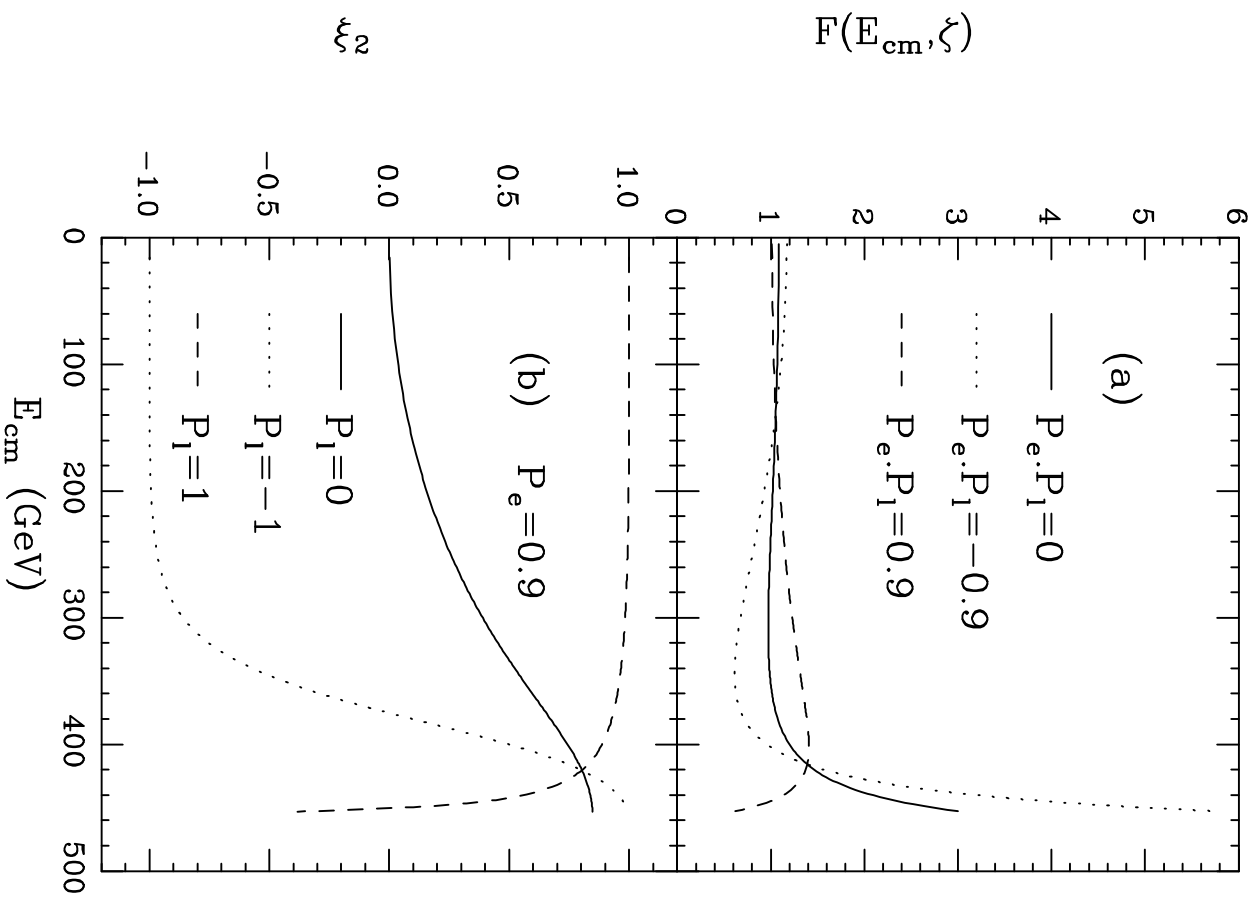 F(E_cm,ζ)
6
5
4
3
2
1
0
(a)
P_e.P_l=0
P_e.P_l=−0.9
P_e.P_l=0.9
ξ_2
1.0
0.5
0.0
−0.5
−1.0
(b) P_e=0.9
P_l=0
P_l=−1
P_l=1
0 100 200 300 400 500
E_cm (GeV)